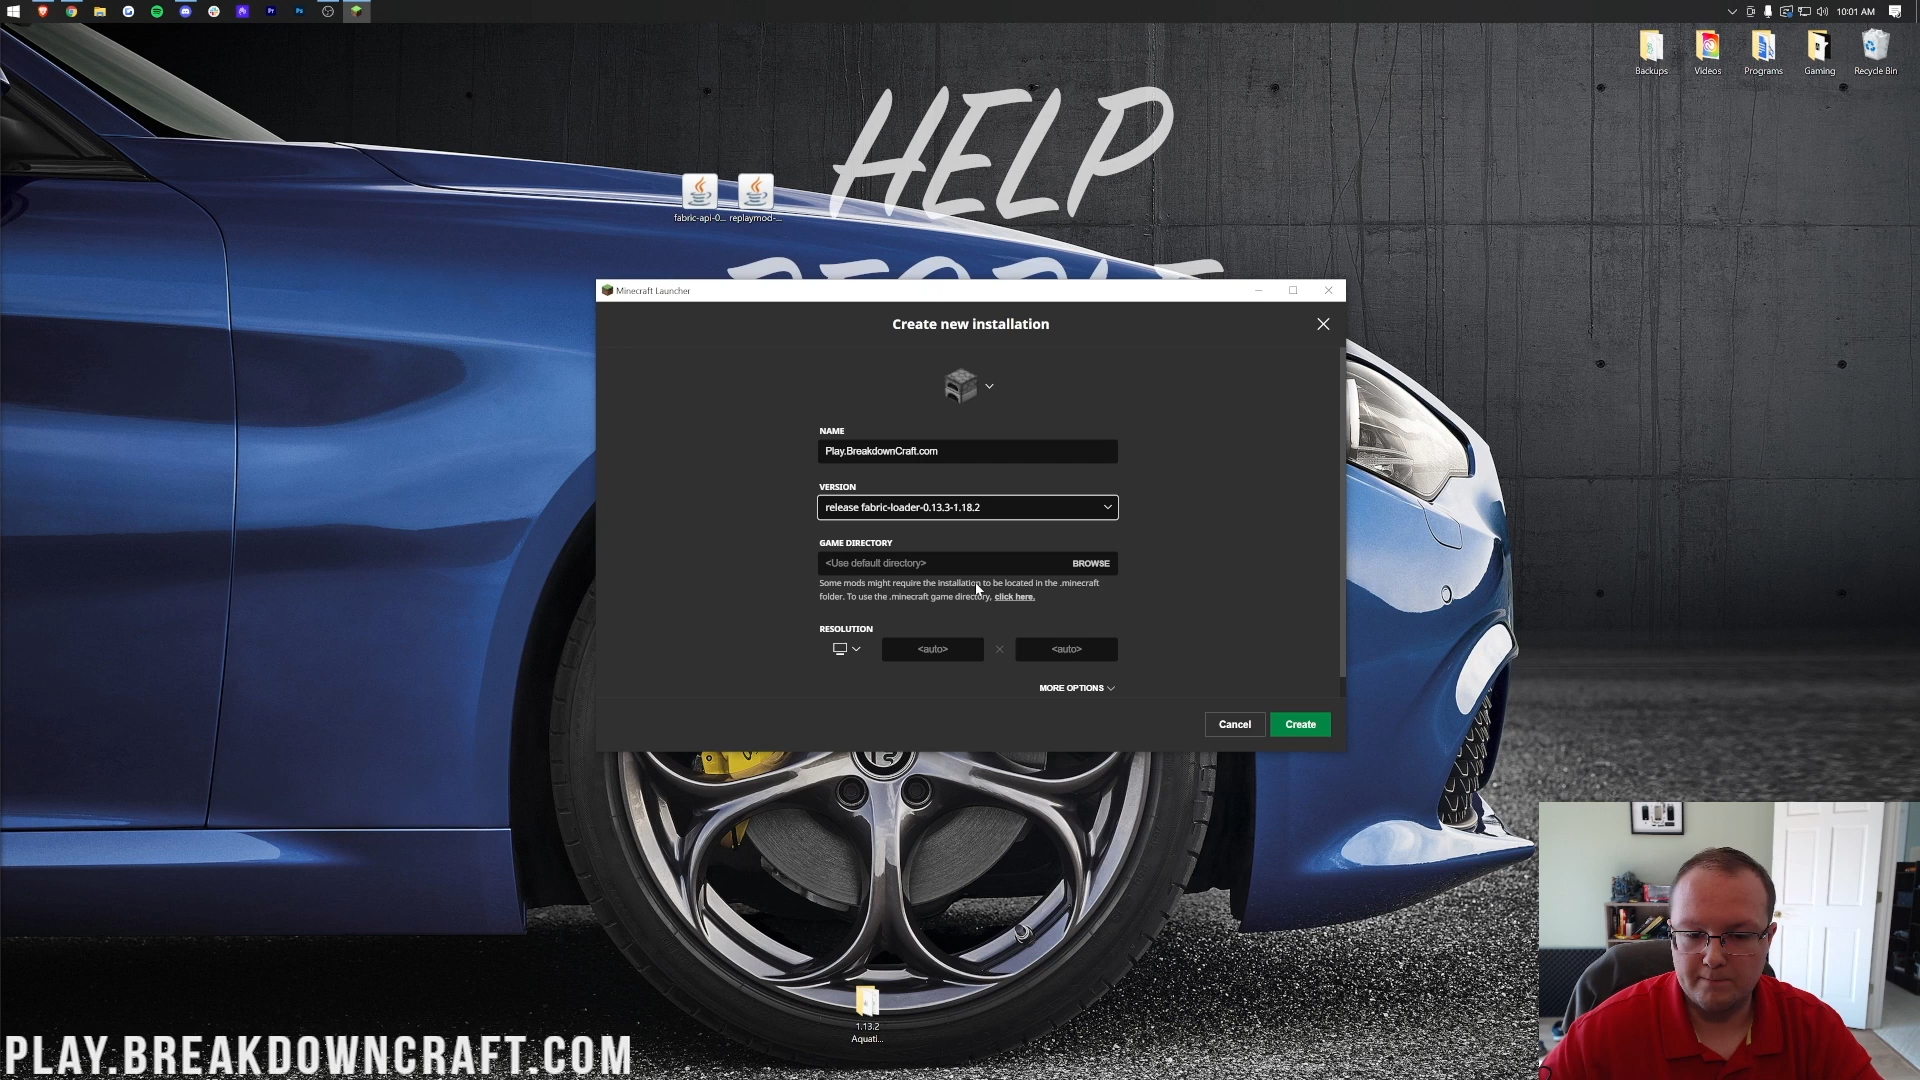 10:01 AM
Backups
Videos
Programs
Gaming
Recycle Bin
HELP
PEOPLE
fabric-api-0...
replaymod-...
Minecraft Launcher
Create new installation
NAME
Play.BreakdownCraft.com
VERSION
release fabric-loader-0.13.3-1.18.2
GAME DIRECTORY
<Use default directory>
BROWSE
Some mods might require the installation to be located in the .minecraft
folder. To use the .minecraft game directory, click here.
RESOLUTION
<auto>
<auto>
MORE OPTIONS
Cancel
Create
1.13.2
Aquati...
PLAY.BREAKDOWNCRAFT.COM